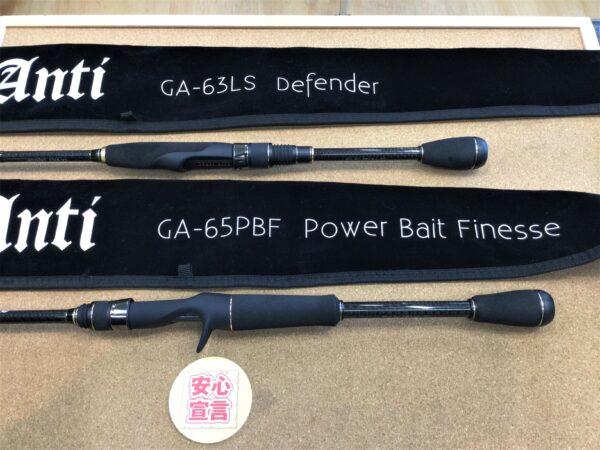 Anti GA-63LS Defender
Anti GA-65PBF Power Bait Finesse
安心
宣言